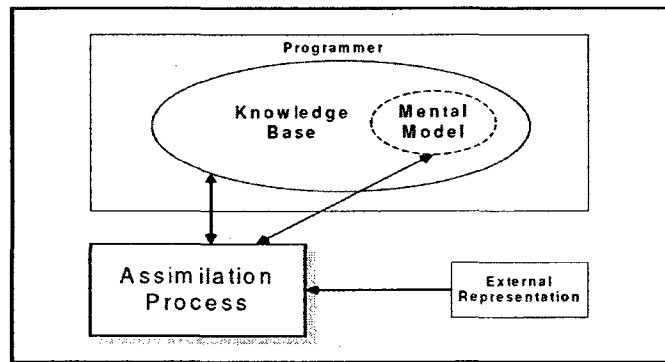 Programmer
Knowledge
Base
Mental
Model
Assimilation
Process
External
Representation